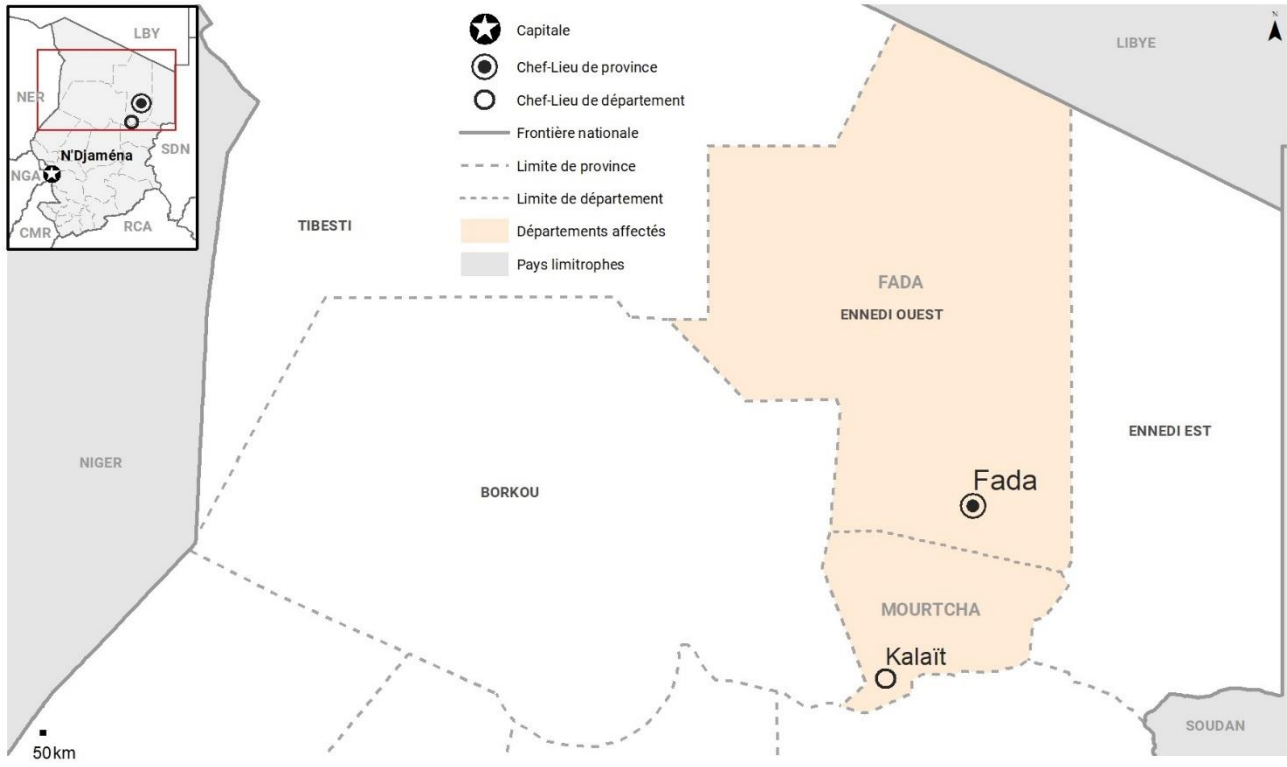 LBY
NER
SDN
N'Djaména
NGA
CMR
RCA
Capitale
Chef-Lieu de province
Chef-Lieu de département
Frontière nationale
Limite de province
Limite de département
Départements affectés
Pays limitrophes
N
LIBYE
TIBESTI
FADA
ENNEDI OUEST
ENNEDI EST
NIGER
BORKOU
Fada
MOURTCHA
Kalaït
SOUDAN
50km